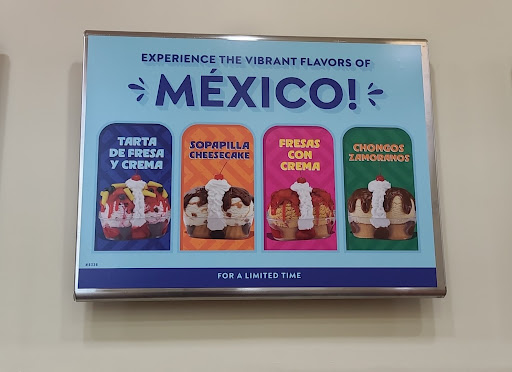 EXPERIENCE THE VIBRANT FLAVORS OF
MÉXICO!
TARTA
DE FRESA
Y CREMA
SOPAPILLA
CHEESECAKE
FRESAS
CON
CREMA
CHONGOS
ZAMORANOS
FOR A LIMITED TIME